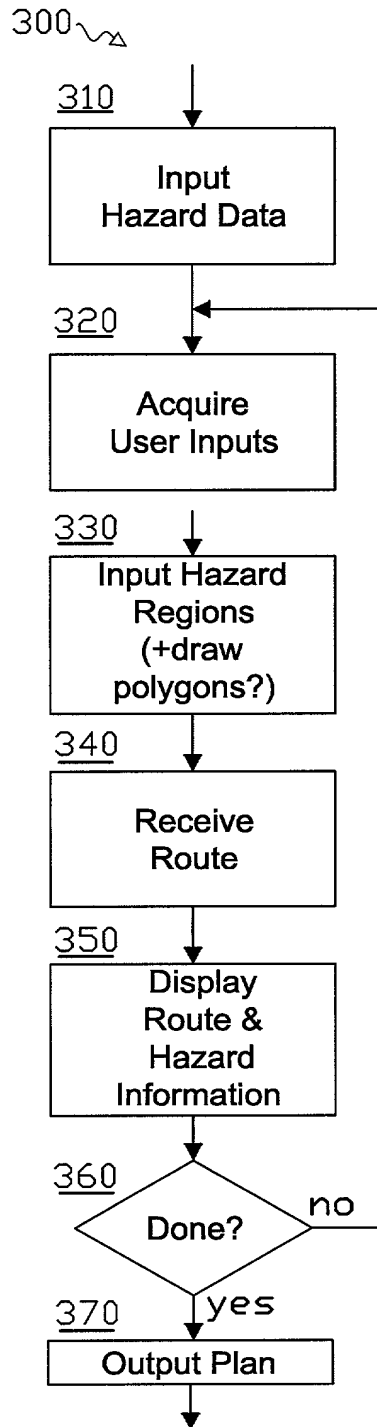 300
310
Input
Hazard Data
320
Acquire
User Inputs
330
Input Hazard
Regions
(+draw
polygons?)
340
Receive
Route
350
Display
Route &
Hazard
Information
360
Done?
no
yes
370
Output Plan